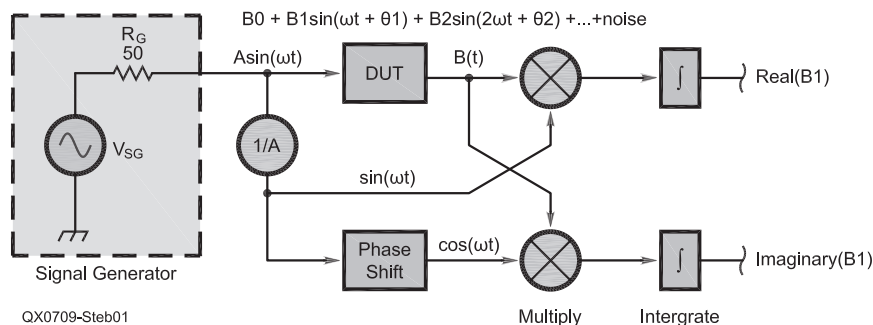 B0 + B1sin(ωt + θ1) + B2sin(2ωt + θ2) +...+noise
RG
50
Asin(ωt)
DUT
B(t)
∫
Real(B1)
VSG
1/A
sin(ωt)
Phase
Shift
cos(ωt)
∫
Imaginary(B1)
Signal Generator
QX0709-Steb01
Multiply
Intergrate